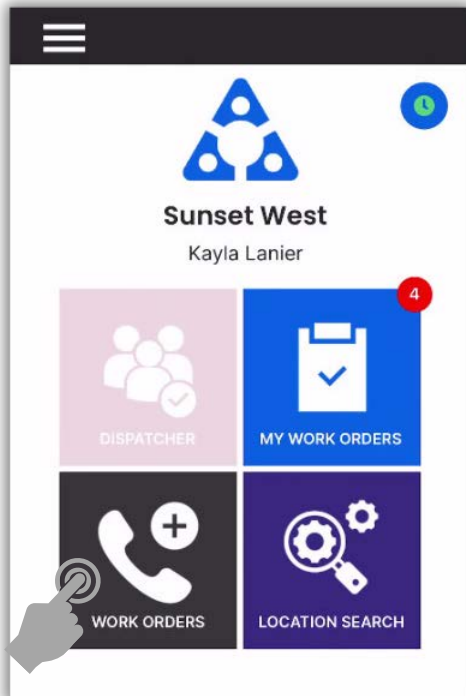 Sunset West
Kayla Lanier
4
DISPATCHER
MY WORK ORDERS
WORK ORDERS
LOCATION SEARCH